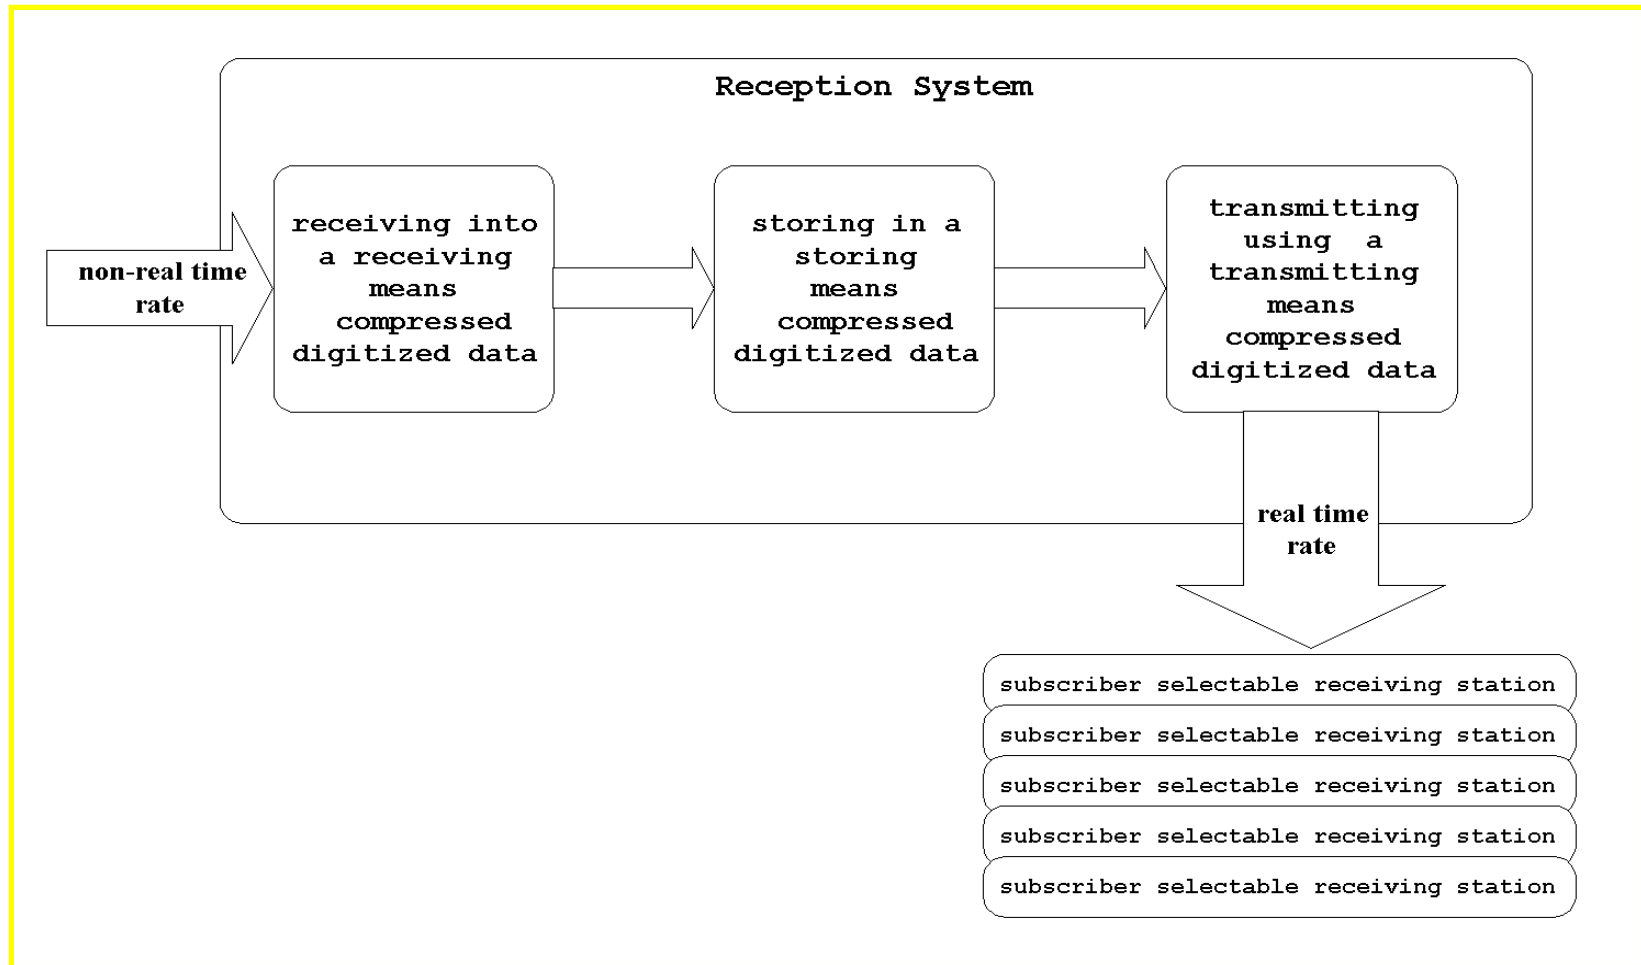 Reception System
non-real time
rate
receiving into
a receiving
means
compressed
digitized data
storing in a
storing
means
compressed
digitized data
transmitting
using a
transmitting
means
compressed
digitized data
real time
rate
subscriber selectable receiving station
subscriber selectable receiving station
subscriber selectable receiving station
subscriber selectable receiving station
subscriber selectable receiving station